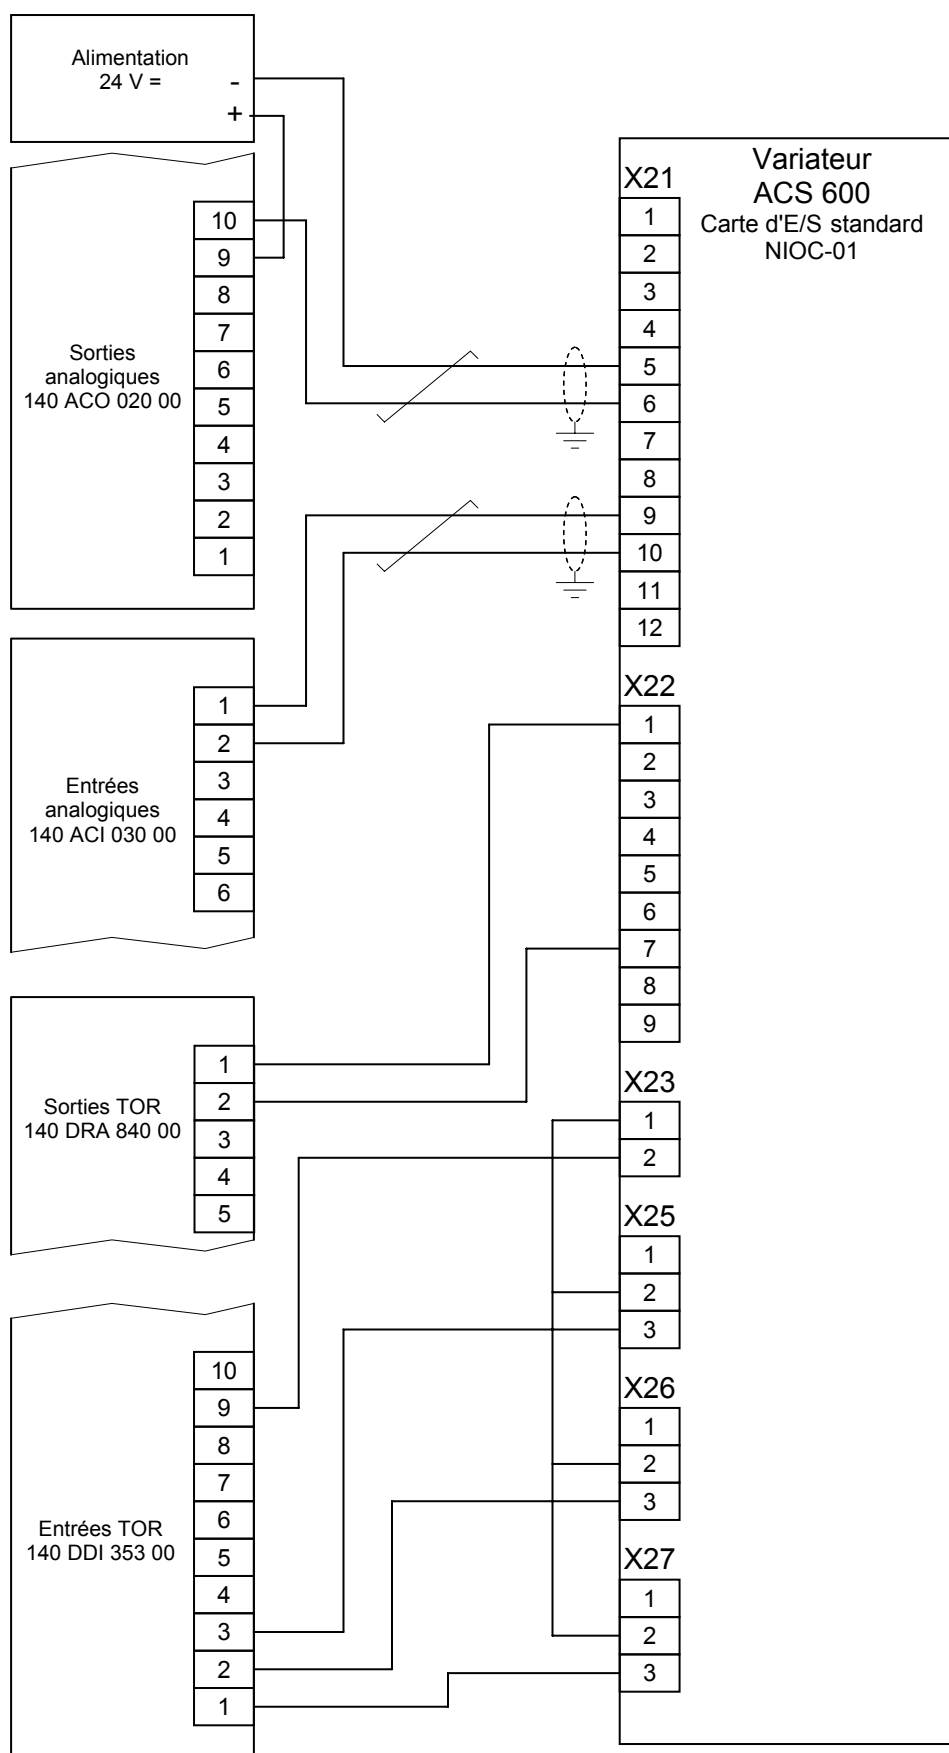 Alimentation
24 V =
-
+
10
9
8
7
6
5
4
3
2
1
Sorties
analogiques
140 ACO 020 00
1
2
3
4
5
6
Entrées
analogiques
140 ACI 030 00
1
2
3
4
5
Sorties TOR
140 DRA 840 00
10
9
8
7
6
5
4
3
2
1
Entrées TOR
140 DDI 353 00
Variateur
ACS 600
Carte d'E/S standard
NIOC-01
X21
1
2
3
4
5
6
7
8
9
10
11
12
X22
1
2
3
4
5
6
7
8
9
X23
1
2
X25
1
2
3
X26
1
2
3
X27
1
2
3